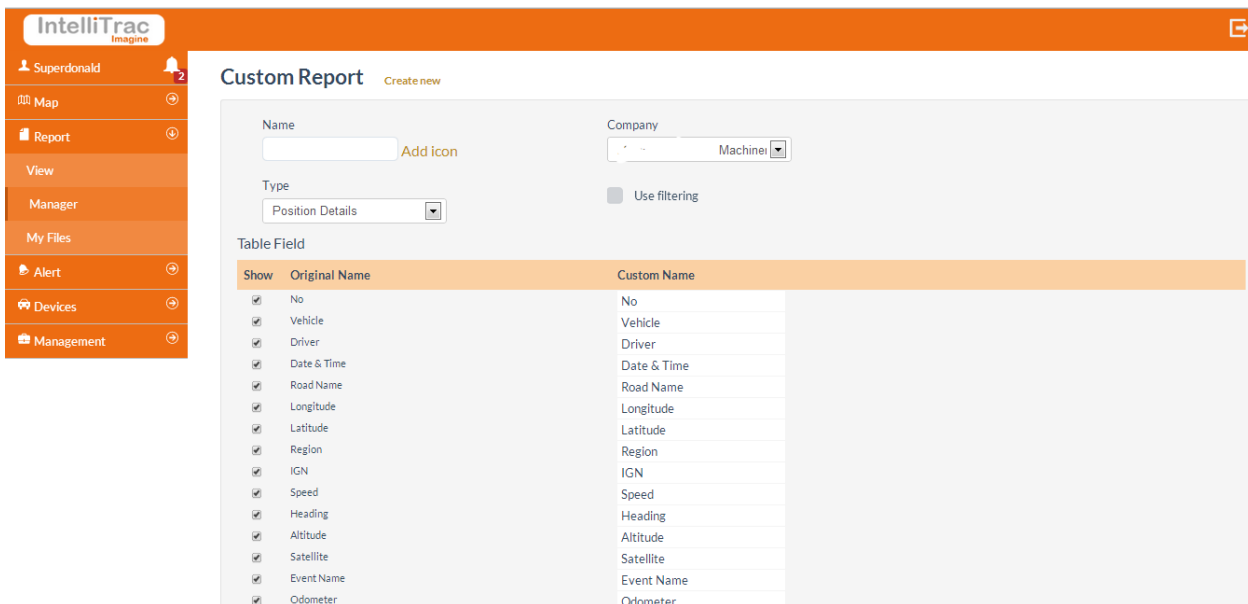 IntelliTrac
Imagine
Superdonald
2
Map
Report
View
Manager
My Files
Alert
Devices
Management
Custom Report Create new
Name Company
Add icon Machiner
Type
Use filtering
Position Details
Table Field
Show Original Name Custom Name
No No
Vehicle Vehicle
Driver Driver
Date & Time Date & Time
Road Name Road Name
Longitude Longitude
Latitude Latitude
Region Region
IGN IGN
Speed Speed
Heading Heading
Altitude Altitude
Satellite Satellite
Event Name Event Name
Odometer Odometer